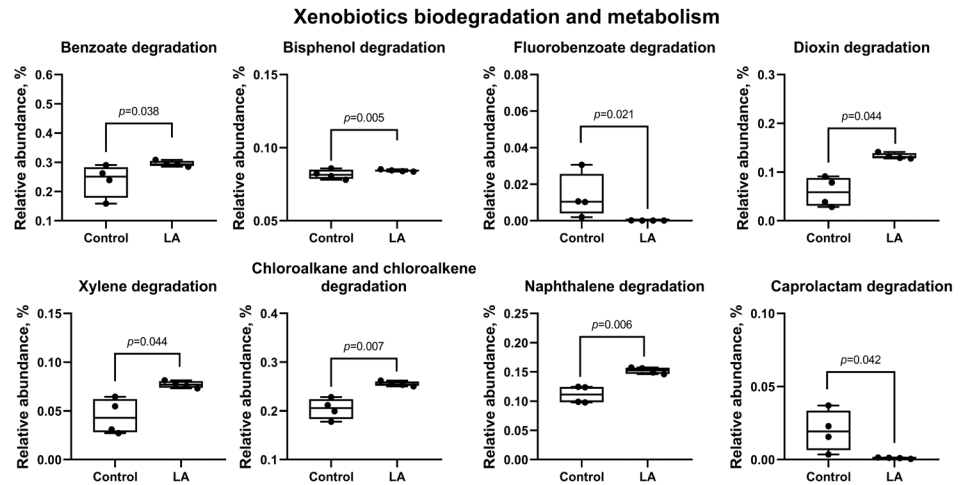 Xenobiotics biodegradation and metabolism
Benzoate degradation
Relative abundance, %
0.6
0.5
0.4
0.3
0.2
0.1
p=0.038
Control
LA
Bisphenol degradation
Relative abundance, %
0.15
0.10
0.05
p=0.005
Control
LA
Fluorobenzoate degradation
Relative abundance, %
0.08
0.06
0.04
0.02
0.00
p=0.021
Control
LA
Dioxin degradation
Relative abundance, %
0.3
0.2
0.1
0.0
p=0.044
Control
LA
Xylene degradation
Relative abundance, %
0.15
0.10
0.05
0.00
p=0.044
Control
LA
Chloroalkane and chloroalkene
degradation
Relative abundance, %
0.4
0.3
0.2
0.1
p=0.007
Control
LA
Naphthalene degradation
Relative abundance, %
0.25
0.20
0.15
0.10
0.05
0.00
p=0.006
Control
LA
Caprolactam degradation
Relative abundance, %
0.10
0.05
0.00
p=0.042
Control
LA